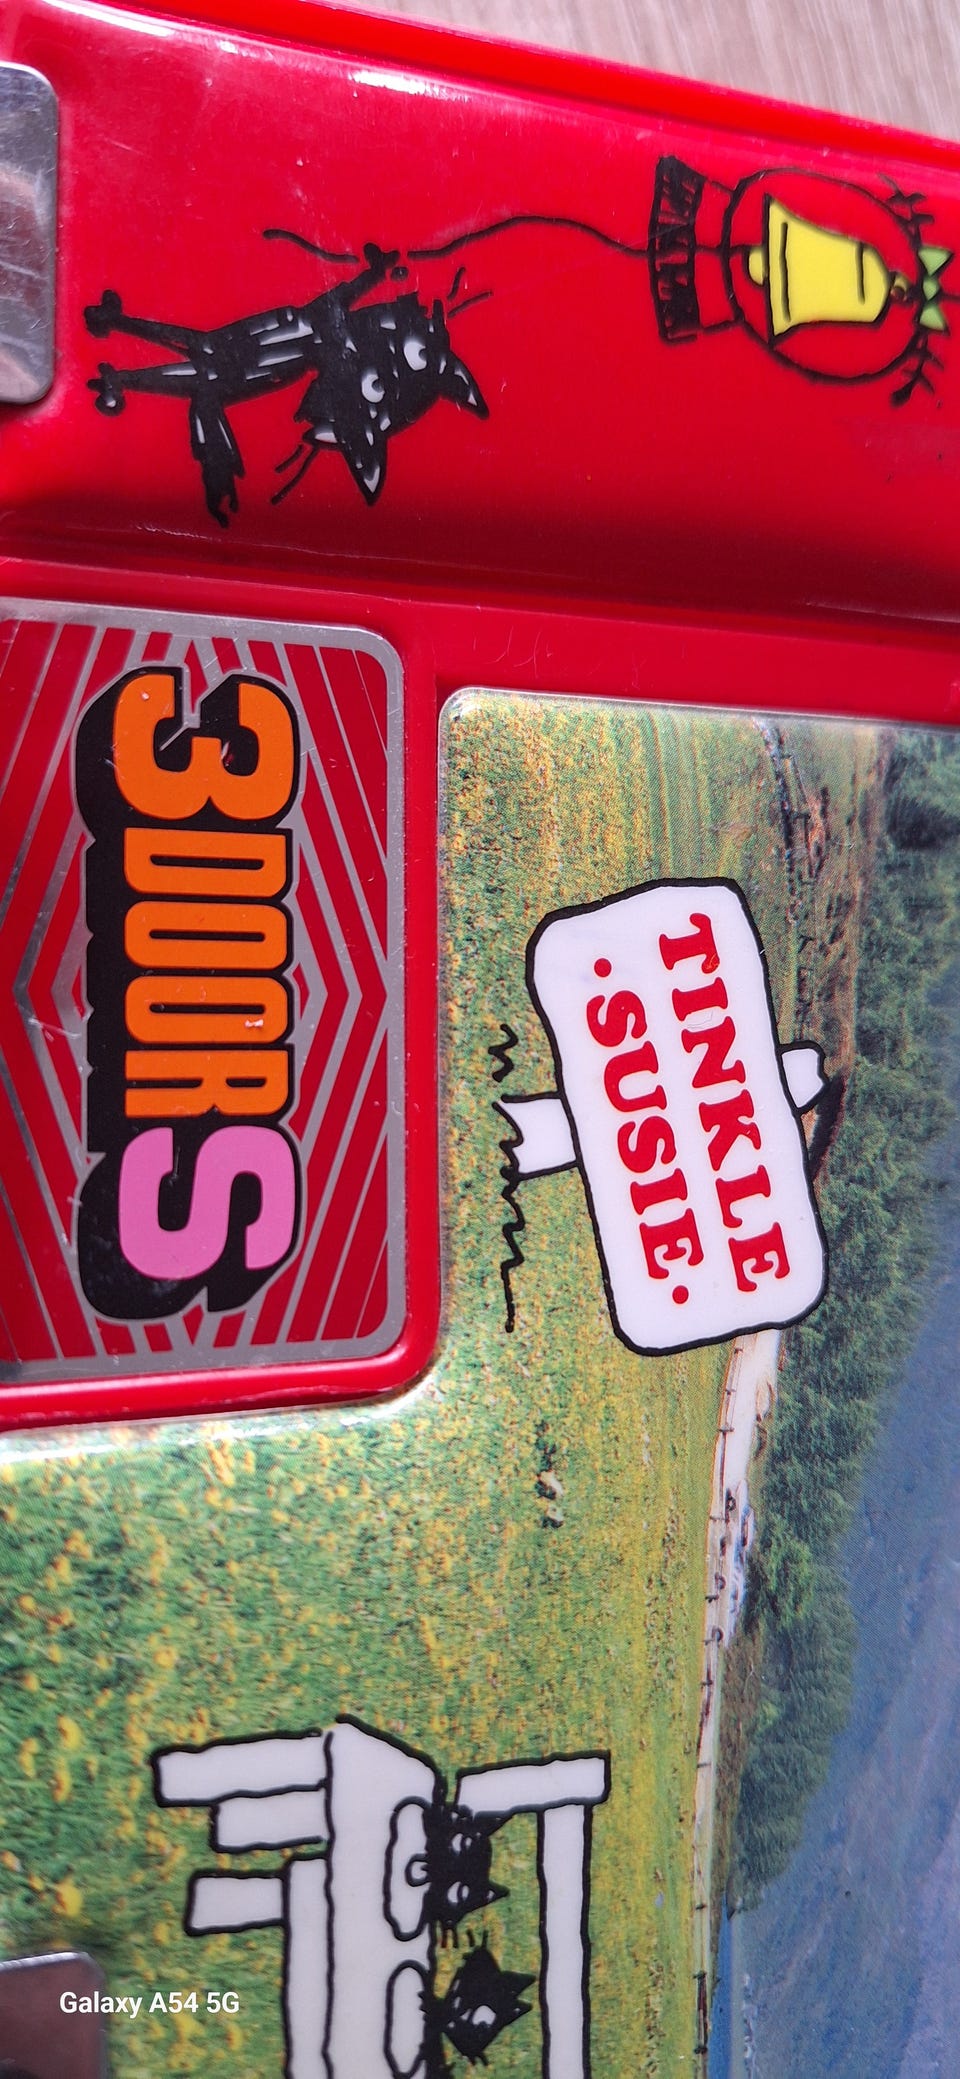 TINKLE
·SUSIE·
3DOORS
Galaxy A54 5G